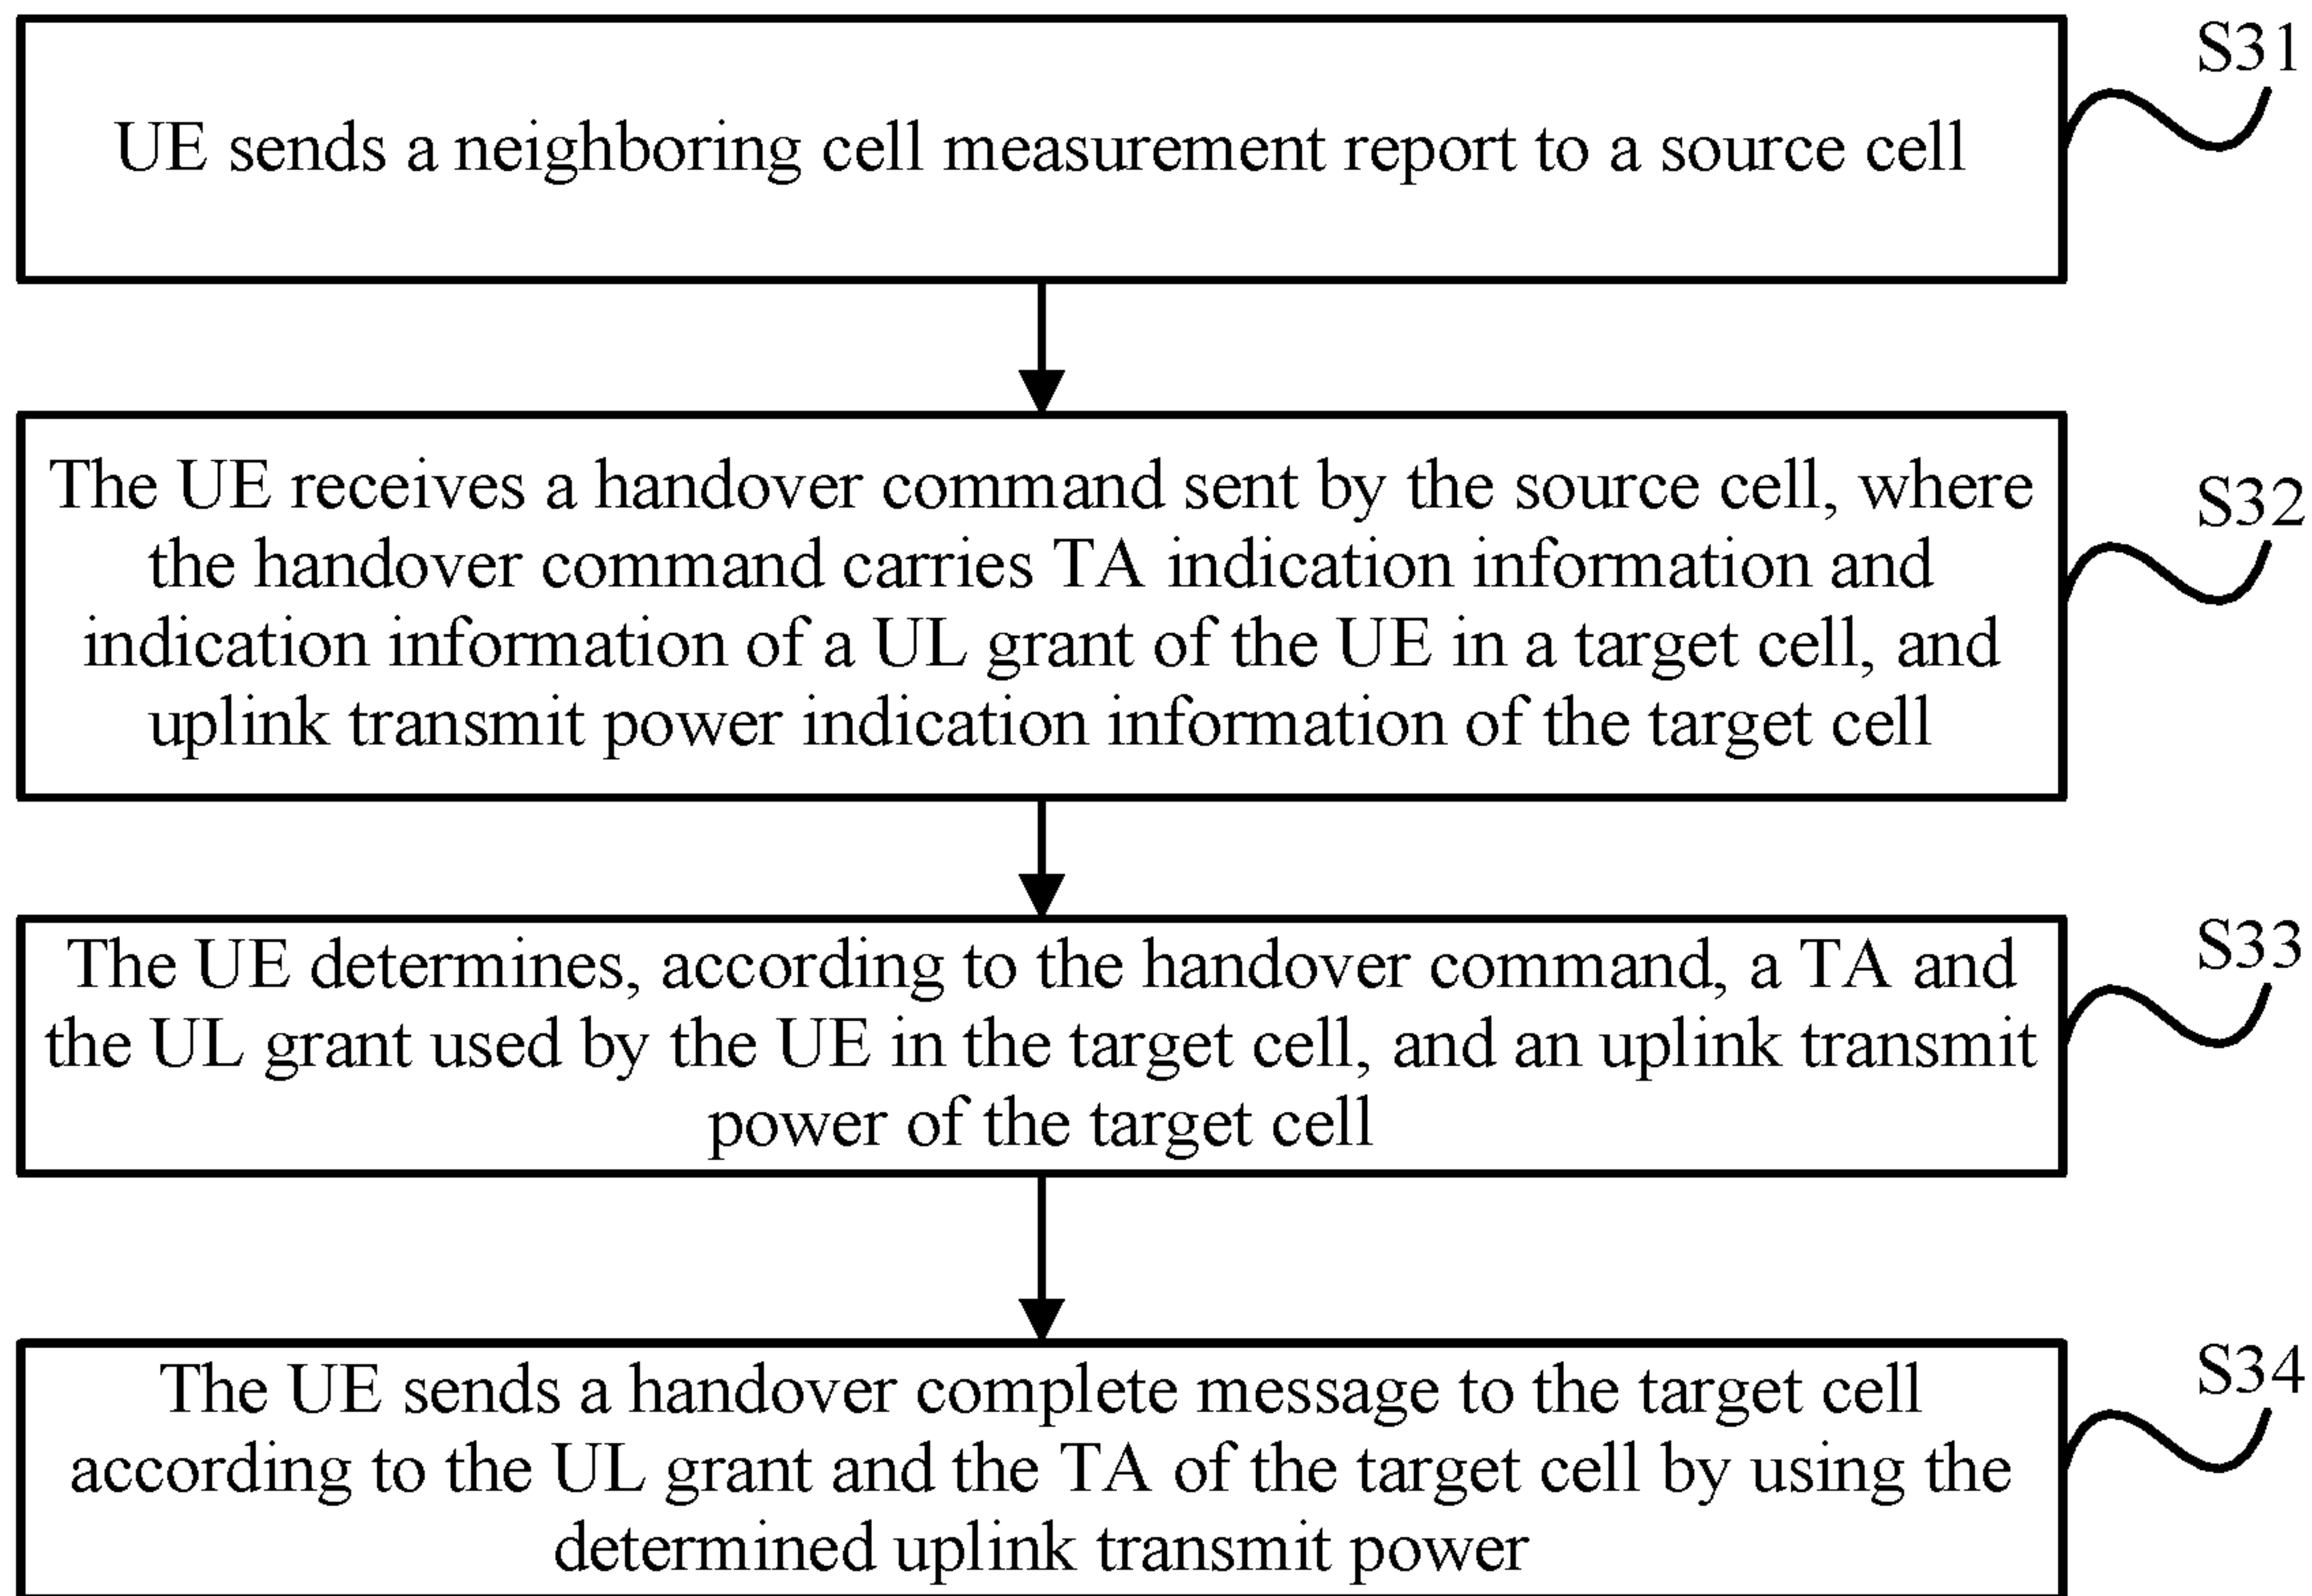 UE sends a neighboring cell measurement report to a source cell
S31
The UE receives a handover command sent by the source cell, where
the handover command carries TA indication information and
indication information of a UL grant of the UE in a target cell, and
uplink transmit power indication information of the target cell
S32
The UE determines, according to the handover command, a TA and
the UL grant used by the UE in the target cell, and an uplink transmit
power of the target cell
S33
The UE sends a handover complete message to the target cell
according to the UL grant and the TA of the target cell by using the
determined uplink transmit power
S34